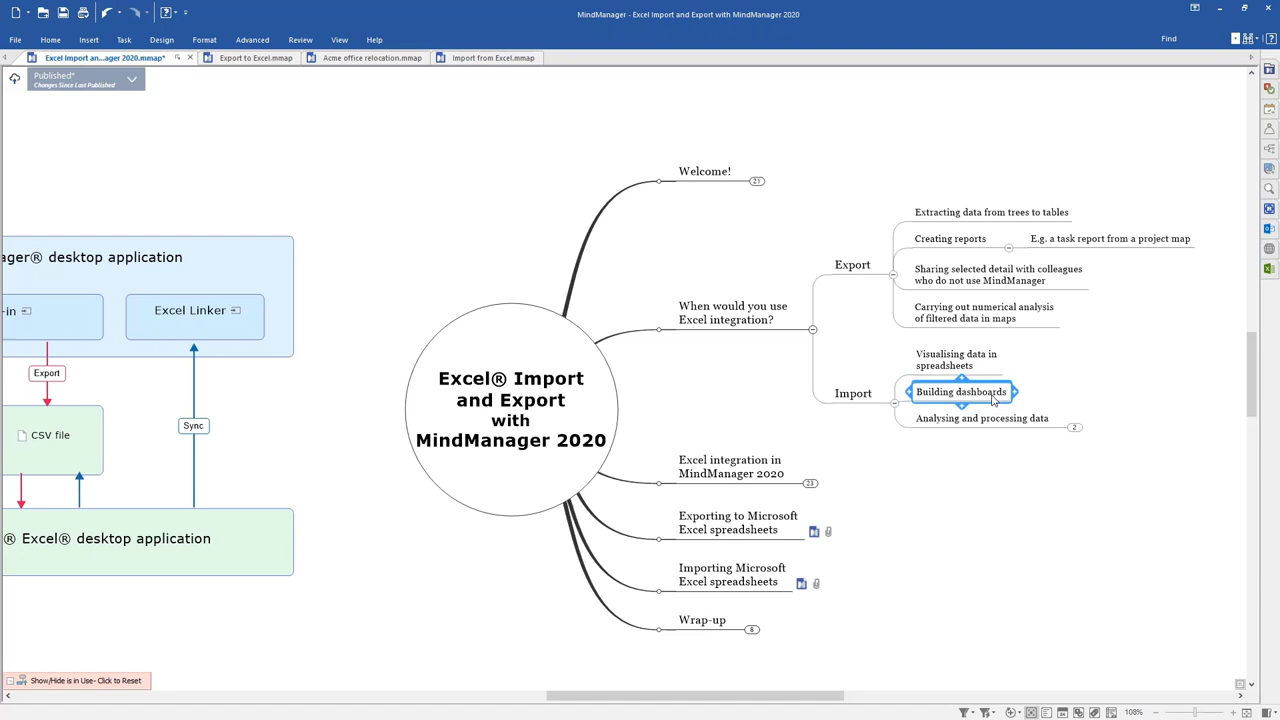 MindManager - Excel Import and Export with MindManager 2020
File Home Insert Task Design Format Advanced Review View Help
Find
Excel Import an...ager 2020.mmap*
Export to Excel.mmap
Acme office relocation.mmap
Import from Excel.mmap
Published*
Changes Since Last Published
ager® desktop application
-in
Excel Linker
Export
CSV file
Sync
® Excel® desktop application
Excel® Import
and Export
with
MindManager 2020
Welcome!
21
When would you use
Excel integration?
Export
Extracting data from trees to tables
Creating reports
E.g. a task report from a project map
Sharing selected detail with colleagues
who do not use MindManager
Carrying out numerical analysis
of filtered data in maps
Import
Visualising data in
spreadsheets
Building dashboards
Analysing and processing data
2
Excel integration in
MindManager 2020
23
Exporting to Microsoft
Excel spreadsheets
Importing Microsoft
Excel spreadsheets
Wrap-up
8
Show/Hide is in Use- Click to Reset
108%